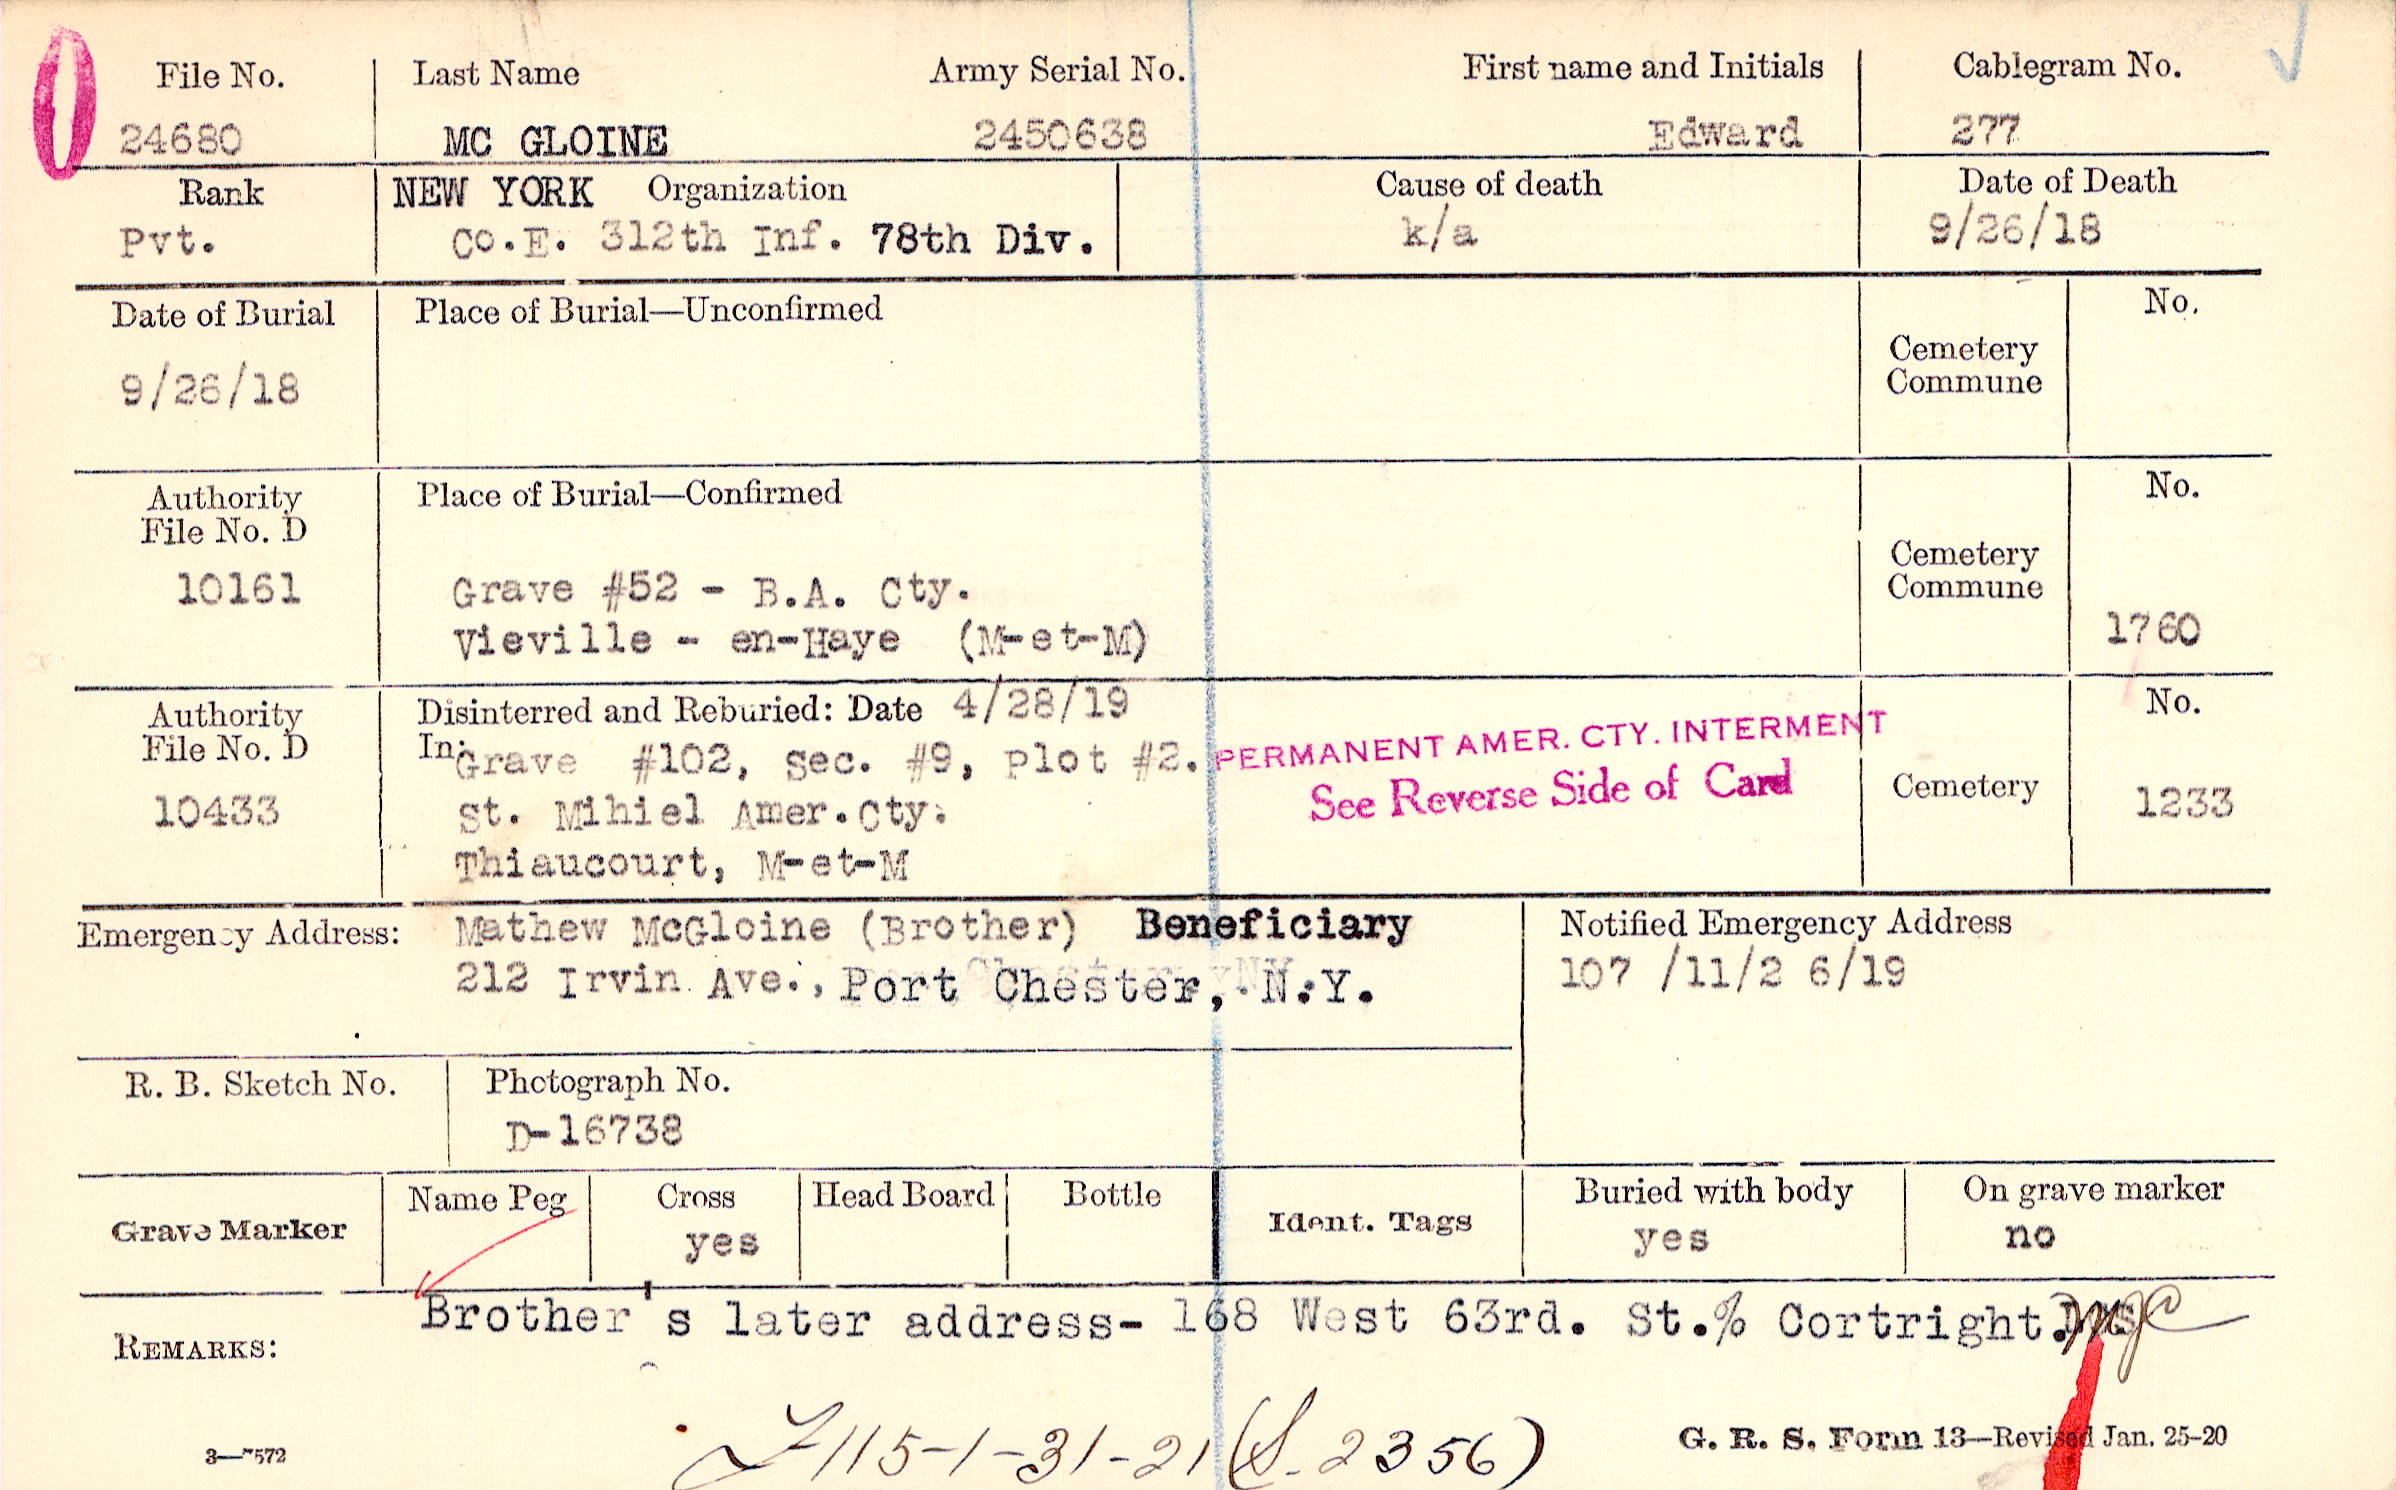 File No. Last Name Army Serial No. First name and Initials Cablegram No.
24680 MC GLOINE 2450638 Edward 277
Rank NEW YORK Organization Cause of death Date of Death
Pvt. Co.E. 312th Inf. 78th Div. k/a 9/26/18
Date of Burial Place of Burial—Unconfirmed No.
Cemetery
Commune
9/26/18
Authority Place of Burial—Confirmed No.
File No. D
Cemetery
10161 Grave #52 - B.A. Cty. Commune
Vieville - en-Haye (M-et-M) 1760
Authority Disinterred and Reburied: Date 4/28/19 No.
File No. D In: Grave #102, Sec. #9, Plot #2. PERMANENT AMER. CTY. INTERMENT
See Reverse Side of Card
10433 St. Mihiel Amer.Cty. Cemetery 1233
Thiaucourt, M-et-M
Emergency Address: Mathew McGloine (Brother) Beneficiary Notified Emergency Address
212 Irvin Ave., Port Chester, N.Y. 107 /11/2 6/19
R. B. Sketch No. Photograph No.
D-16738
Grave Marker Name Peg Cross Head Board Bottle Ident. Tags Buried with body On grave marker
yes yes no
REMARKS: Brother's later address- 168 West 63rd. St.% Cortright.
115-1-31-21 (S. 2356)
3—7572 G. R. S. Form 13—Revised Jan. 25-20